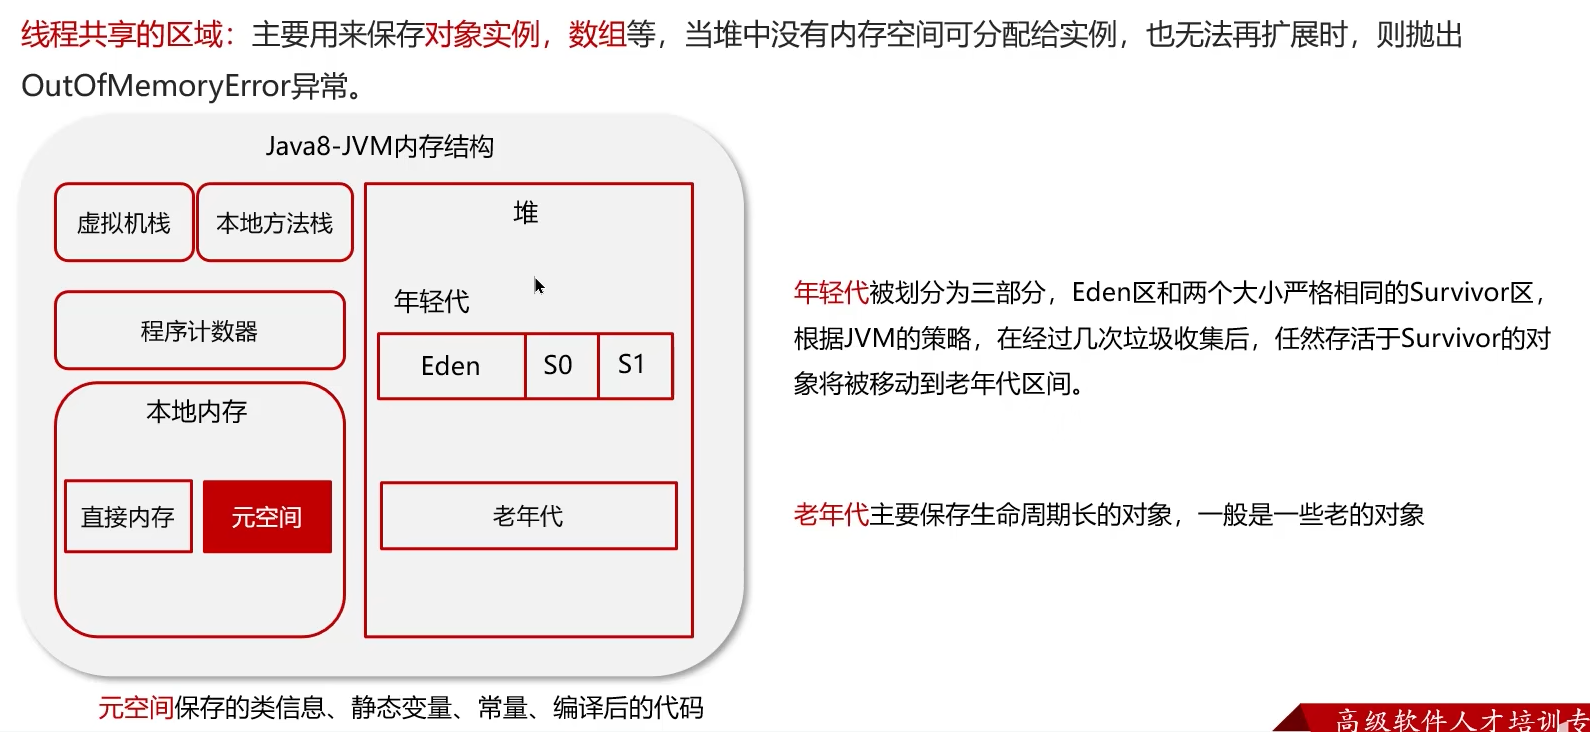 线程共享的区域：主要用来保存对象实例，数组等，当堆中没有内存空间可分配给实例，也无法再扩展时，则抛出
OutOfMemoryError异常。
Java8-JVM内存结构
虚拟机栈
本地方法栈
堆
年轻代
程序计数器
Eden
S0
S1
本地内存
直接内存
元空间
老年代
年轻代被划分为三部分，Eden区和两个大小严格相同的Survivor区，
根据JVM的策略，在经过几次垃圾收集后，任然存活于Survivor的对
象将被移动到老年代区间。
老年代主要保存生命周期长的对象，一般是一些老的对象
元空间保存的类信息、静态变量、常量、编译后的代码
高级软件人才培训专